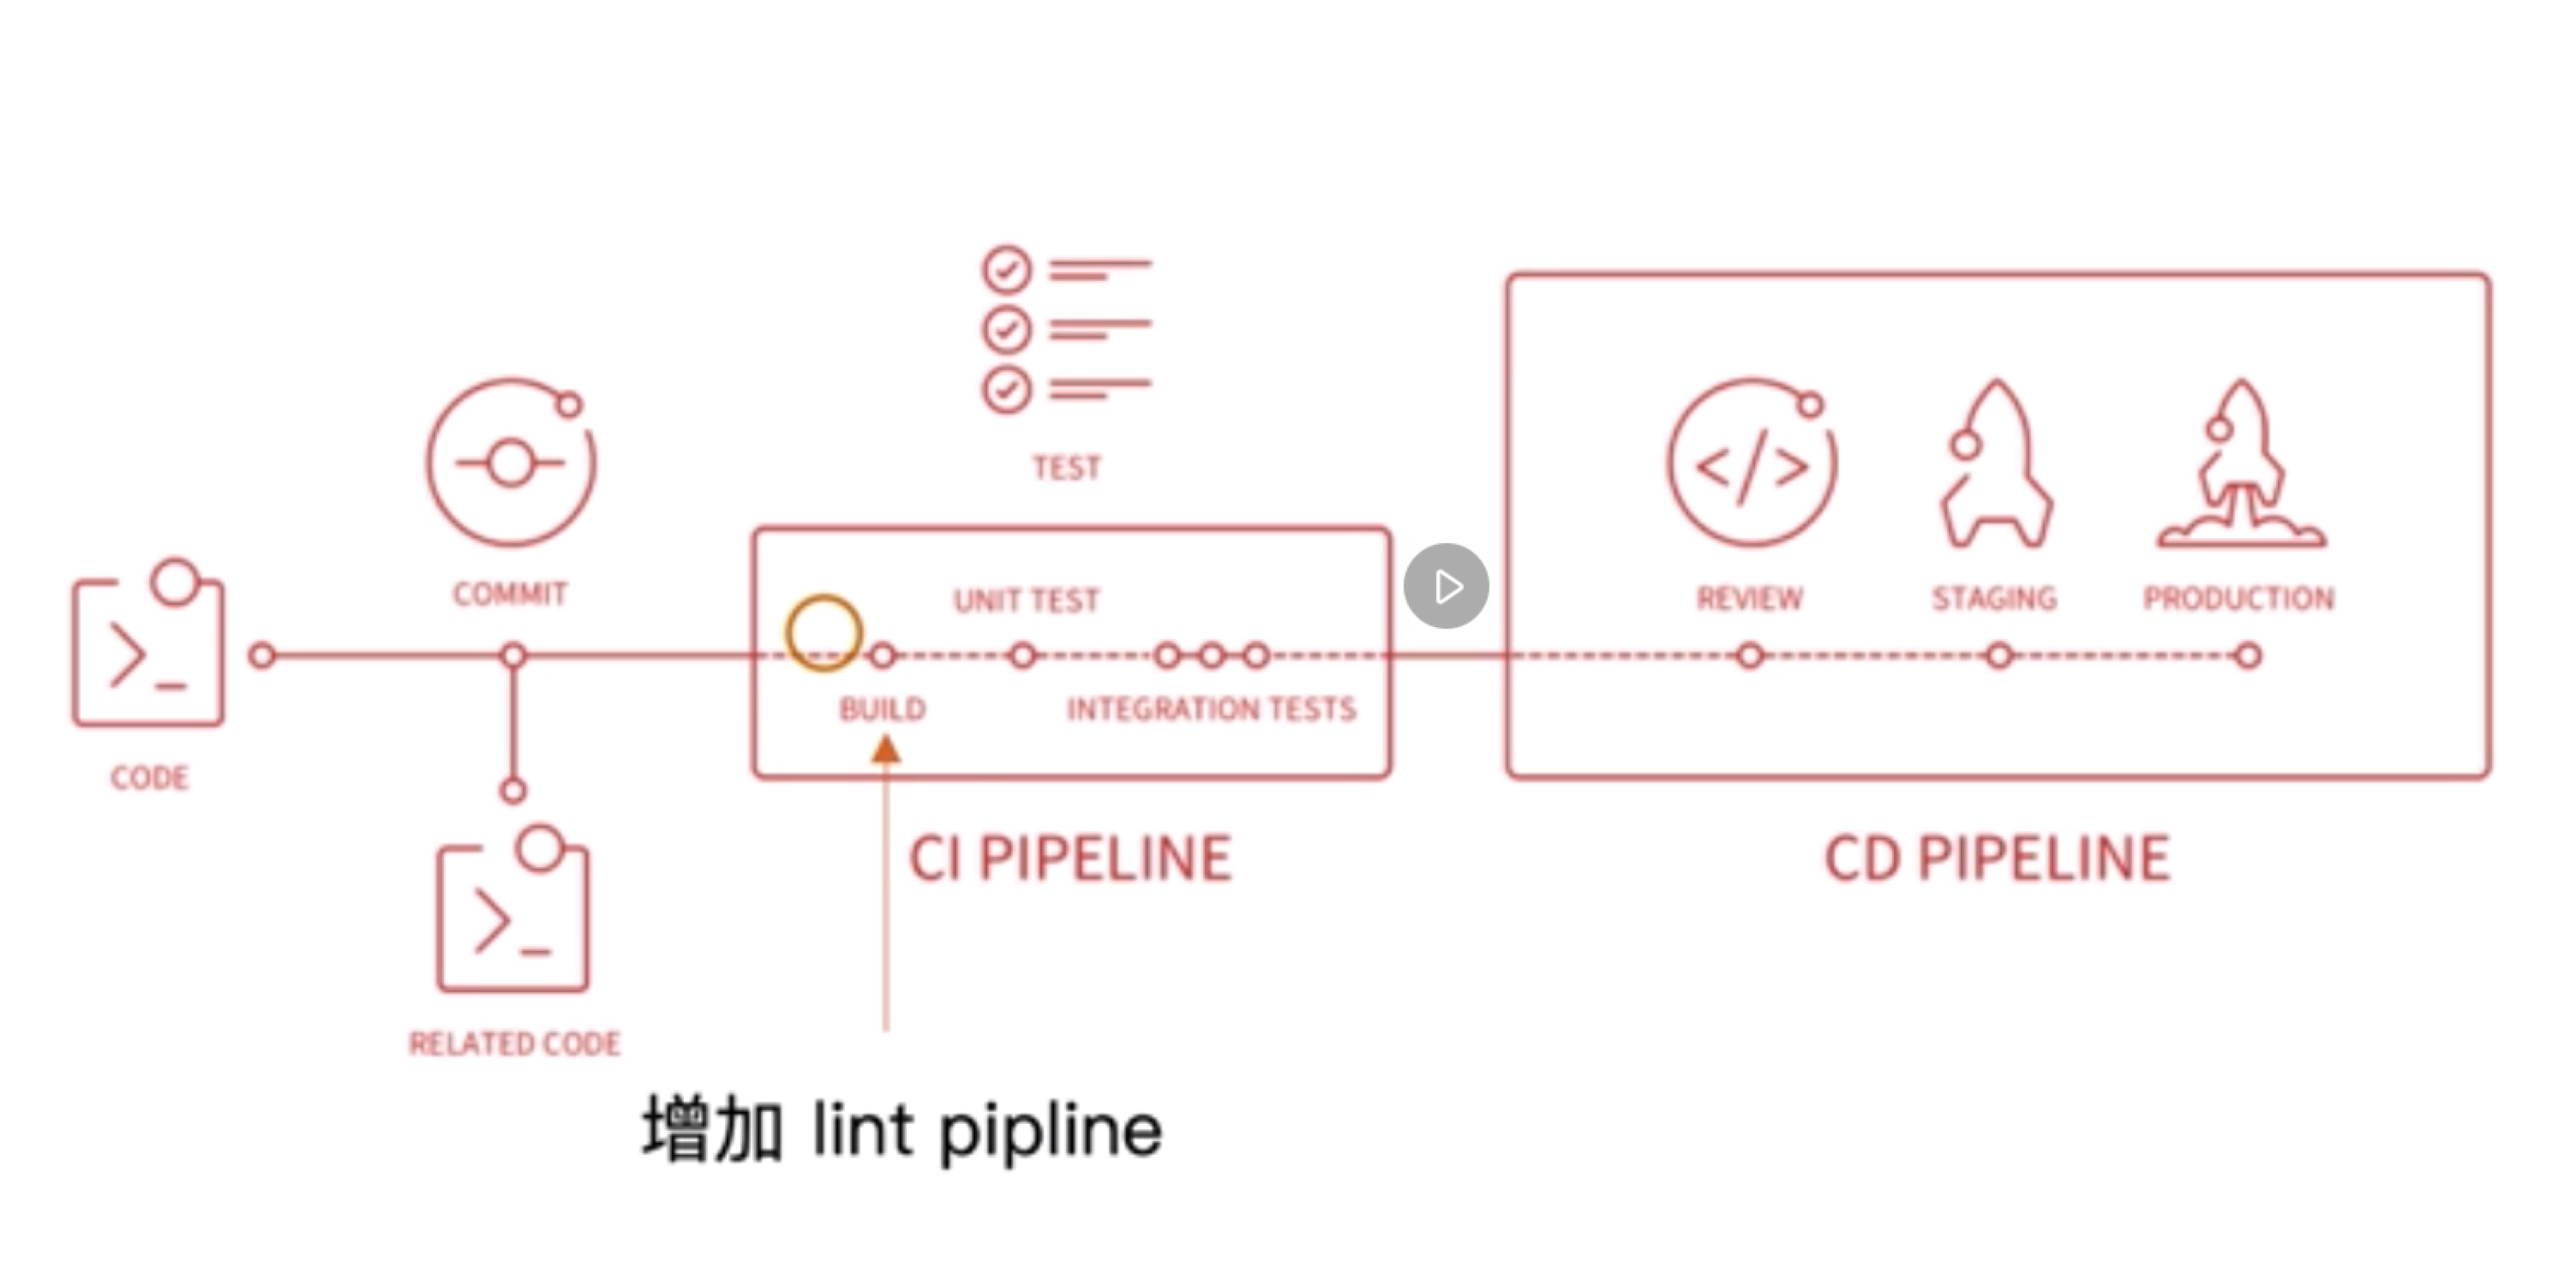 TEST
COMMIT
UNIT TEST
REVIEW
STAGING
PRODUCTION
BUILD
INTEGRATION TESTS
CODE
CI PIPELINE
CD PIPELINE
RELATED CODE
增加 lint pipline